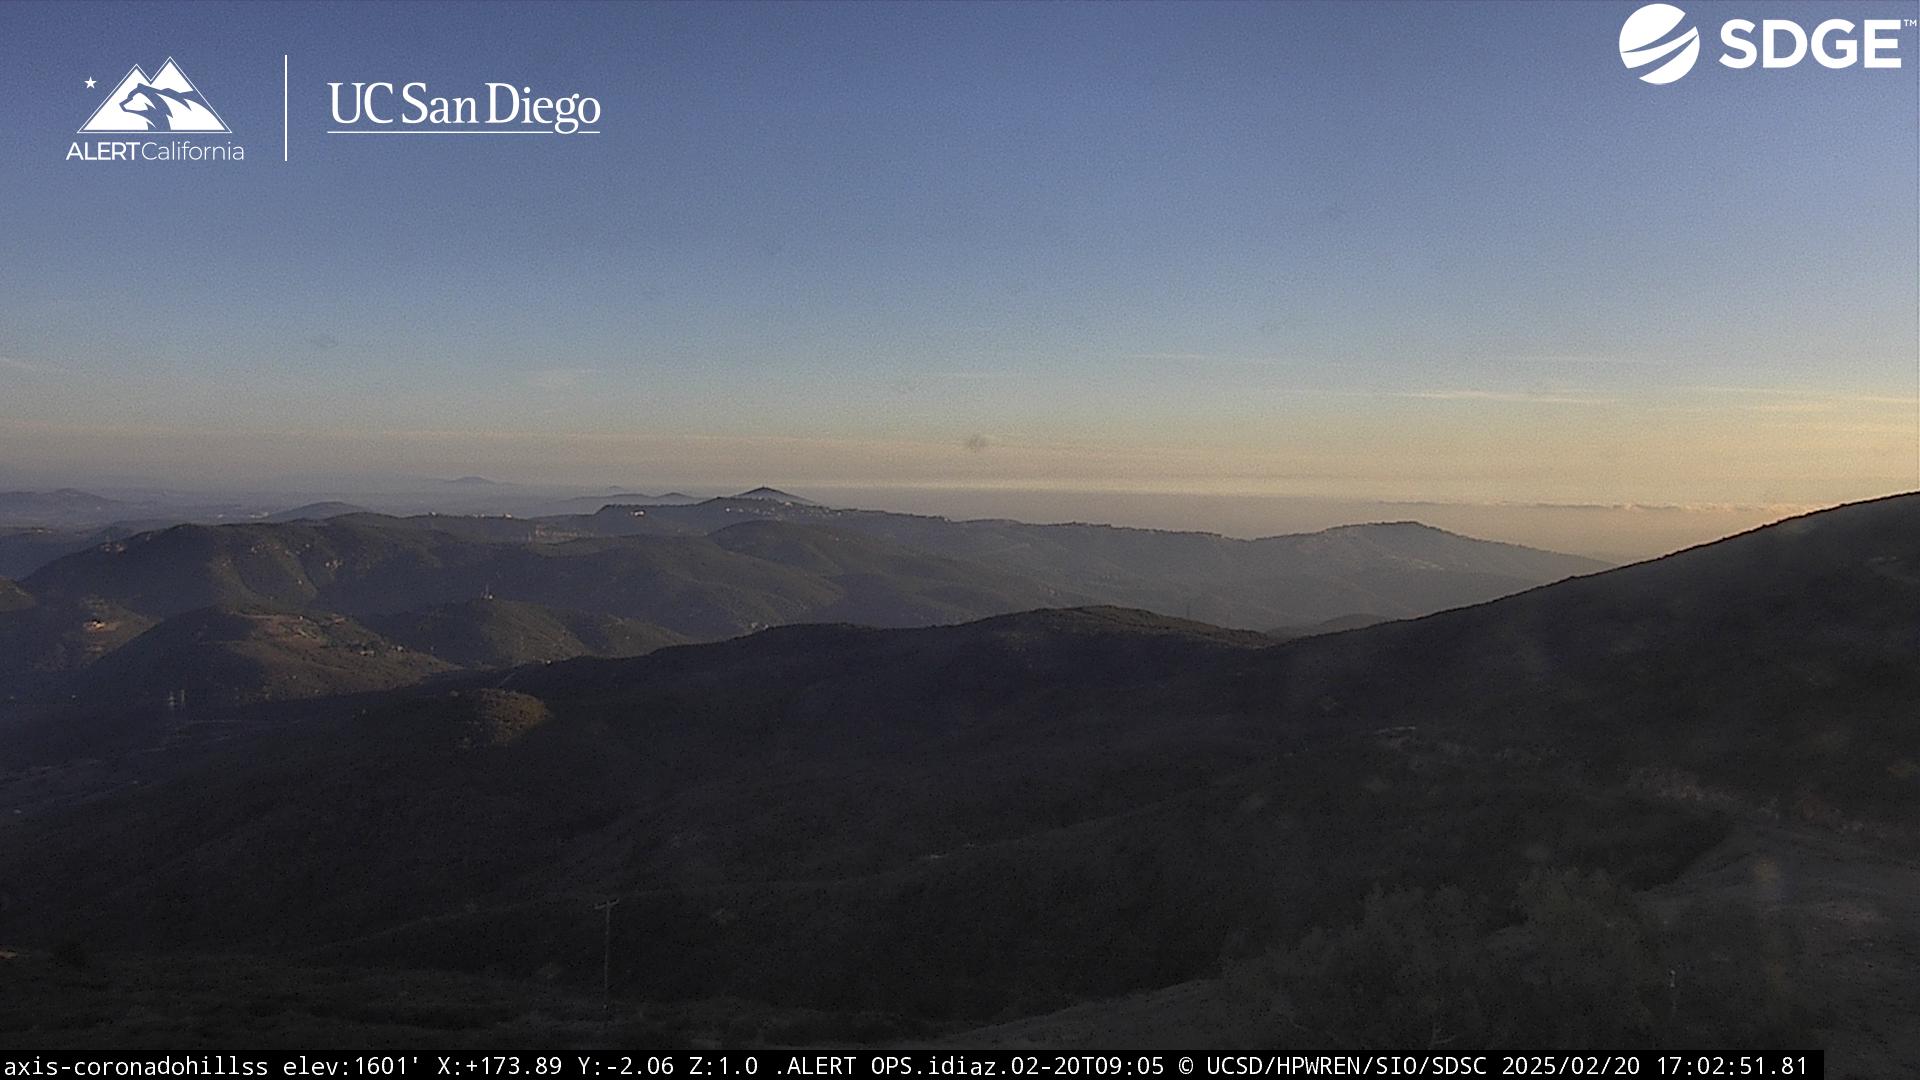 ALERTCalifornia
UC San Diego
SDGE™
axis-coronadohillss elev:1601' X:+173.89 Y:-2.06 Z:1.0 .ALERT OPS.idiaz.02-20T09:05 © UCSD/HPWREN/SIO/SDSC 2025/02/20 17:02:51.81